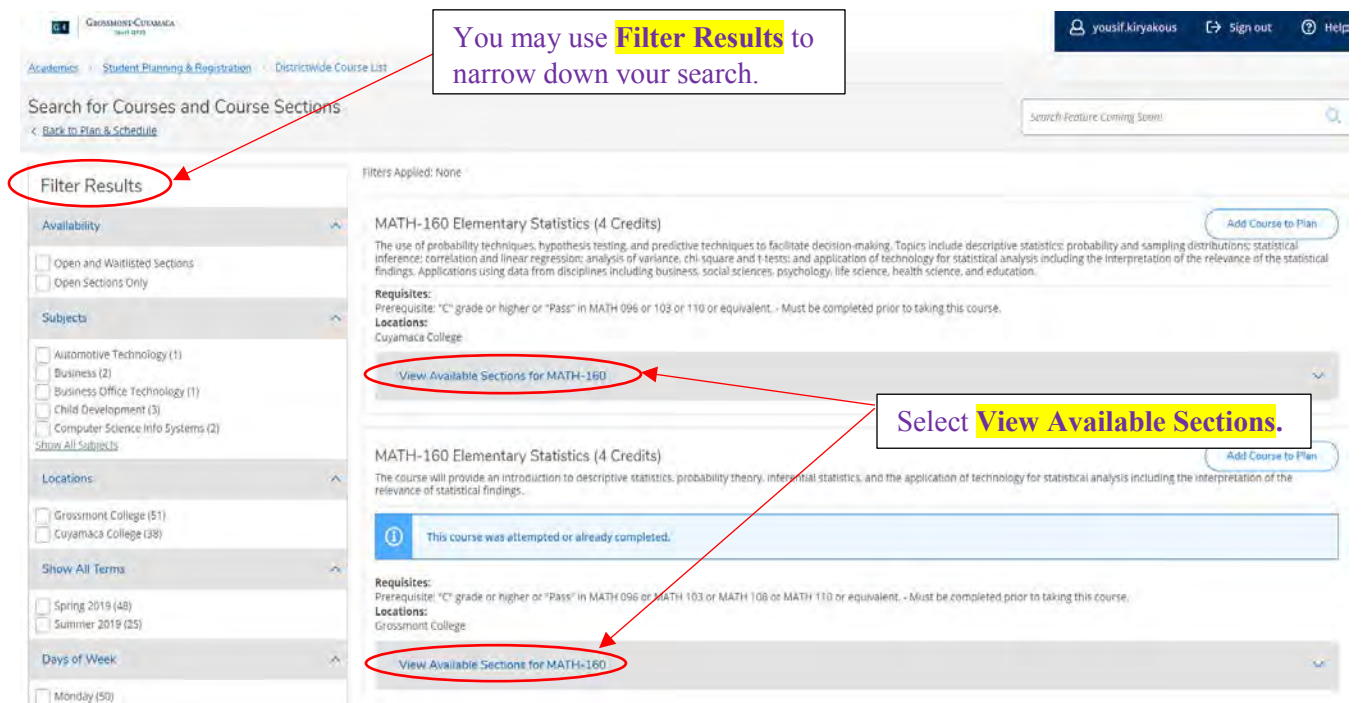 GROSSMONT-CUYAMACA
yousif.kiryakous
Sign out
Help
You may use Filter Results to
narrow down your search.
Academics
Student Planning & Registration
Districtwide Course List
Search for Courses and Course Sections
< Back to Plan & Schedule
Search Feature Coming Soon!
Filter Results
Availability
Open and Waitlisted Sections
Open Sections Only
Subjects
Automotive Technology (1)
Business (2)
Business Office Technology (1)
Child Development (3)
Computer Science Info Systems (2)
Show All Subjects
Locations
Grossmont College (51)
Cuyamaca College (38)
Show All Terms
Spring 2019 (48)
Summer 2019 (25)
Days of Week
Monday (50)
Filters Applied: None
MATH-160 Elementary Statistics (4 Credits)
Add Course to Plan
The use of probability techniques, hypothesis testing, and predictive techniques to facilitate decision-making. Topics include descriptive statistics; probability and sampling distributions; statistical
inference; correlation and linear regression; analysis of variance, chi-square and t-tests; and application of technology for statistical analysis including the interpretation of the relevance of the statistical
findings. Applications using data from disciplines including business, social sciences, psychology, life science, health science, and education.
Requisites:
Prerequisite: "C" grade or higher or "Pass" in MATH 096 or 103 or 110 or equivalent. - Must be completed prior to taking this course.
Locations:
Cuyamaca College
View Available Sections for MATH-160
Select View Available Sections.
MATH-160 Elementary Statistics (4 Credits)
Add Course to Plan
The course will provide an introduction to descriptive statistics, probability theory, inferential statistics, and the application of technology for statistical analysis including the interpretation of the
relevance of statistical findings.
This course was attempted or already completed.
Requisites:
Prerequisite: "C" grade or higher or "Pass" in MATH 096 or MATH 103 or MATH 108 or MATH 110 or equivalent. - Must be completed prior to taking this course.
Locations:
Grossmont College
View Available Sections for MATH-160